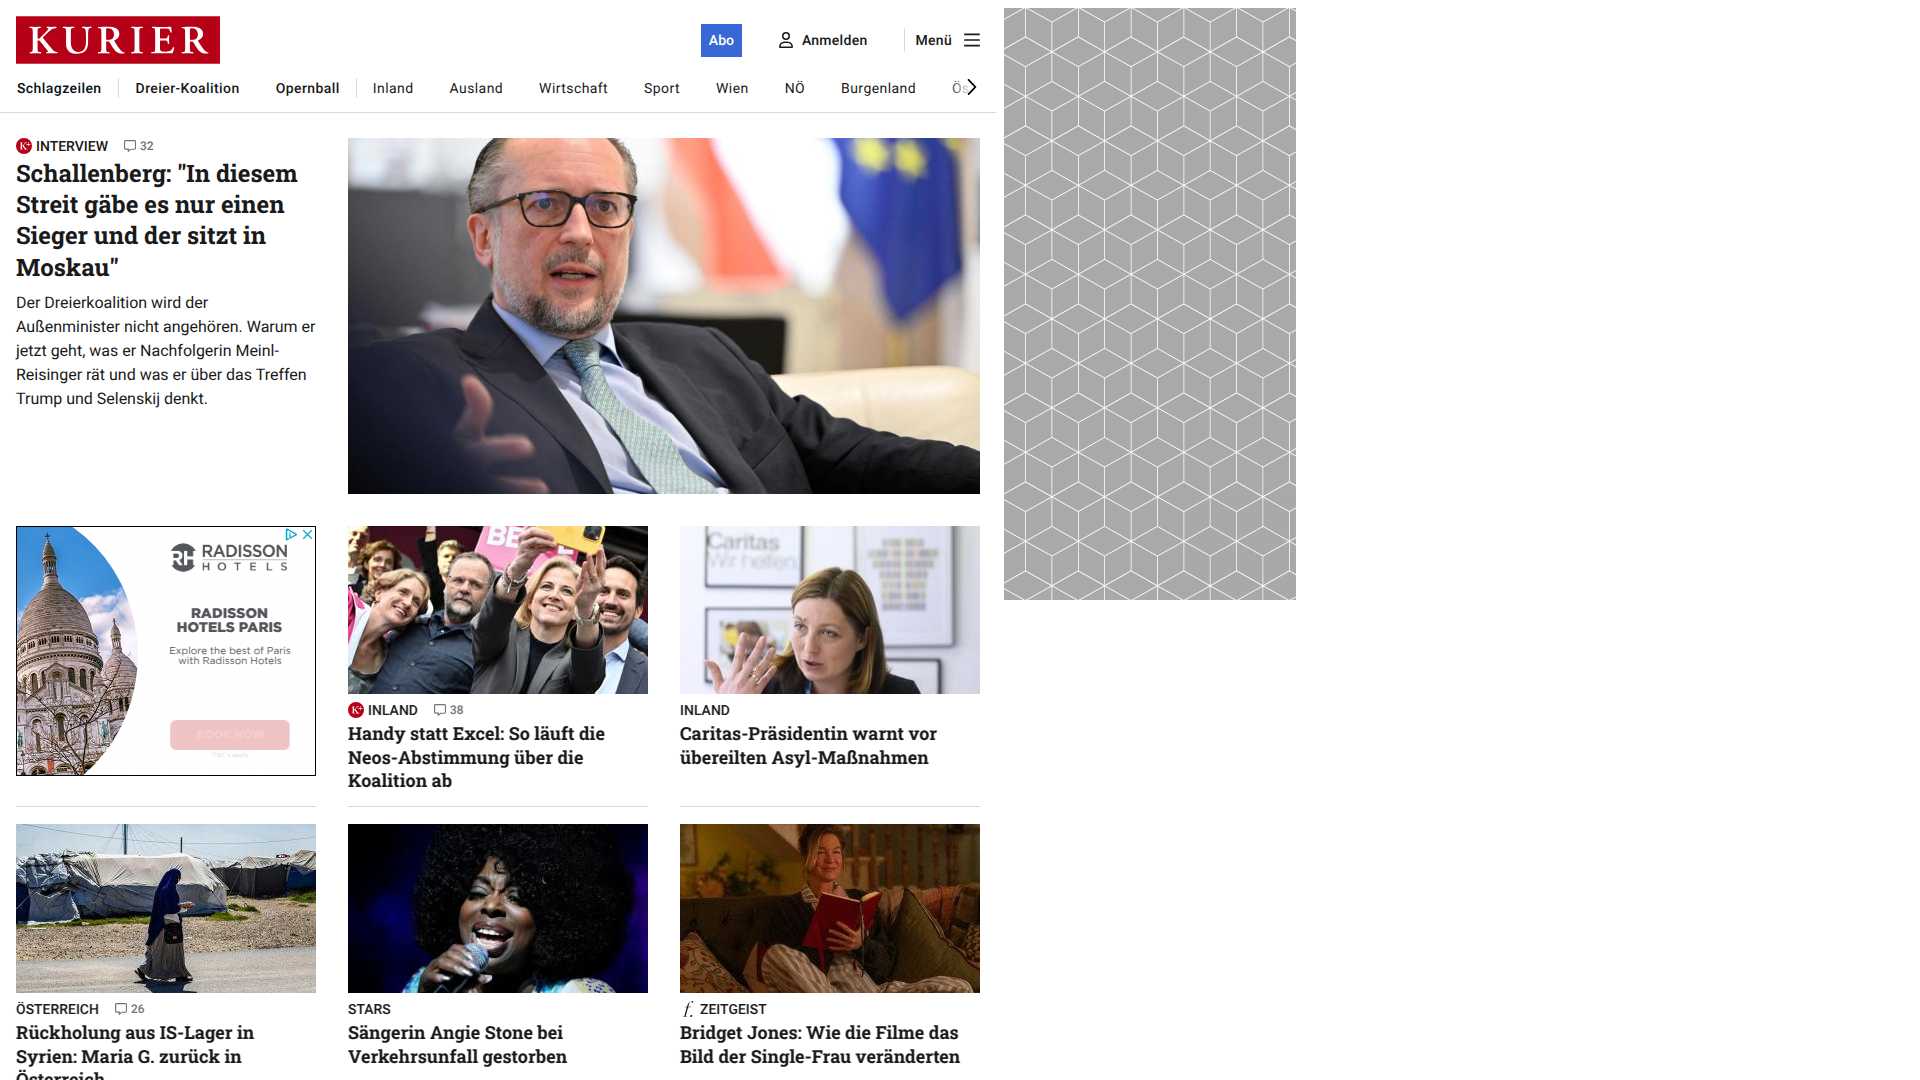 KURIER
Abo
Anmelden
Menü
Schlagzeilen
Dreier-Koalition
Opernball
Inland
Ausland
Wirtschaft
Sport
Wien
NÖ
Burgenland
INTERVIEW 32
Schallenberg: "In diesem
Streit gäbe es nur einen
Sieger und der sitzt in
Moskau"
Der Dreierkoalition wird der
Außenminister nicht angehören. Warum er
jetzt geht, was er Nachfolgerin Meinl-
Reisinger rät und was er über das Treffen
Trump und Selenskij denkt.
RADISSON
HOTELS
RADISSON
HOTELS PARIS
Explore the best of Paris
with Radisson Hotels
BOOK NOW
Caritas
Wir helfen.
INLAND 38
Handy statt Excel: So läuft die
Neos-Abstimmung über die
Koalition ab
INLAND
Caritas-Präsidentin warnt vor
übereilten Asyl-Maßnahmen
ÖSTERREICH 26
Rückholung aus IS-Lager in
Syrien: Maria G. zurück in
Österreich
STARS
Sängerin Angie Stone bei
Verkehrsunfall gestorben
ZEITGEIST
Bridget Jones: Wie die Filme das
Bild der Single-Frau veränderten